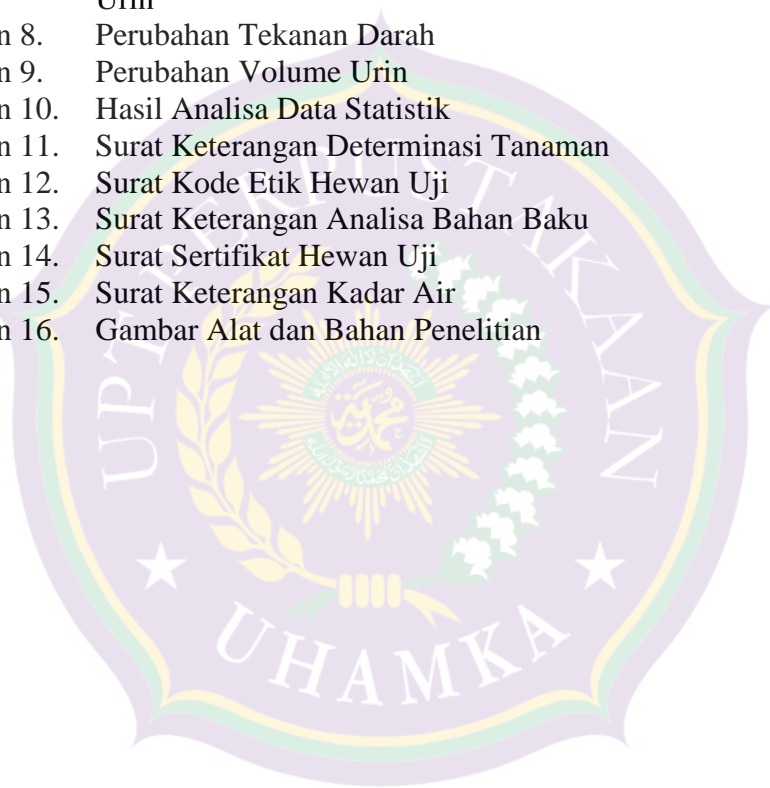 Urin
n 8. Perubahan Tekanan Darah
n 9. Perubahan Volume Urin
n 10. Hasil Analisa Data Statistik
n 11. Surat Keterangan Determinasi Tanaman
n 12. Surat Kode Etik Hewan Uji
n 13. Surat Keterangan Analisa Bahan Baku
n 14. Surat Sertifikat Hewan Uji
n 15. Surat Keterangan Kadar Air
n 16. Gambar Alat dan Bahan Penelitian
UPT PERPUSTAKAAN
UHAMKA